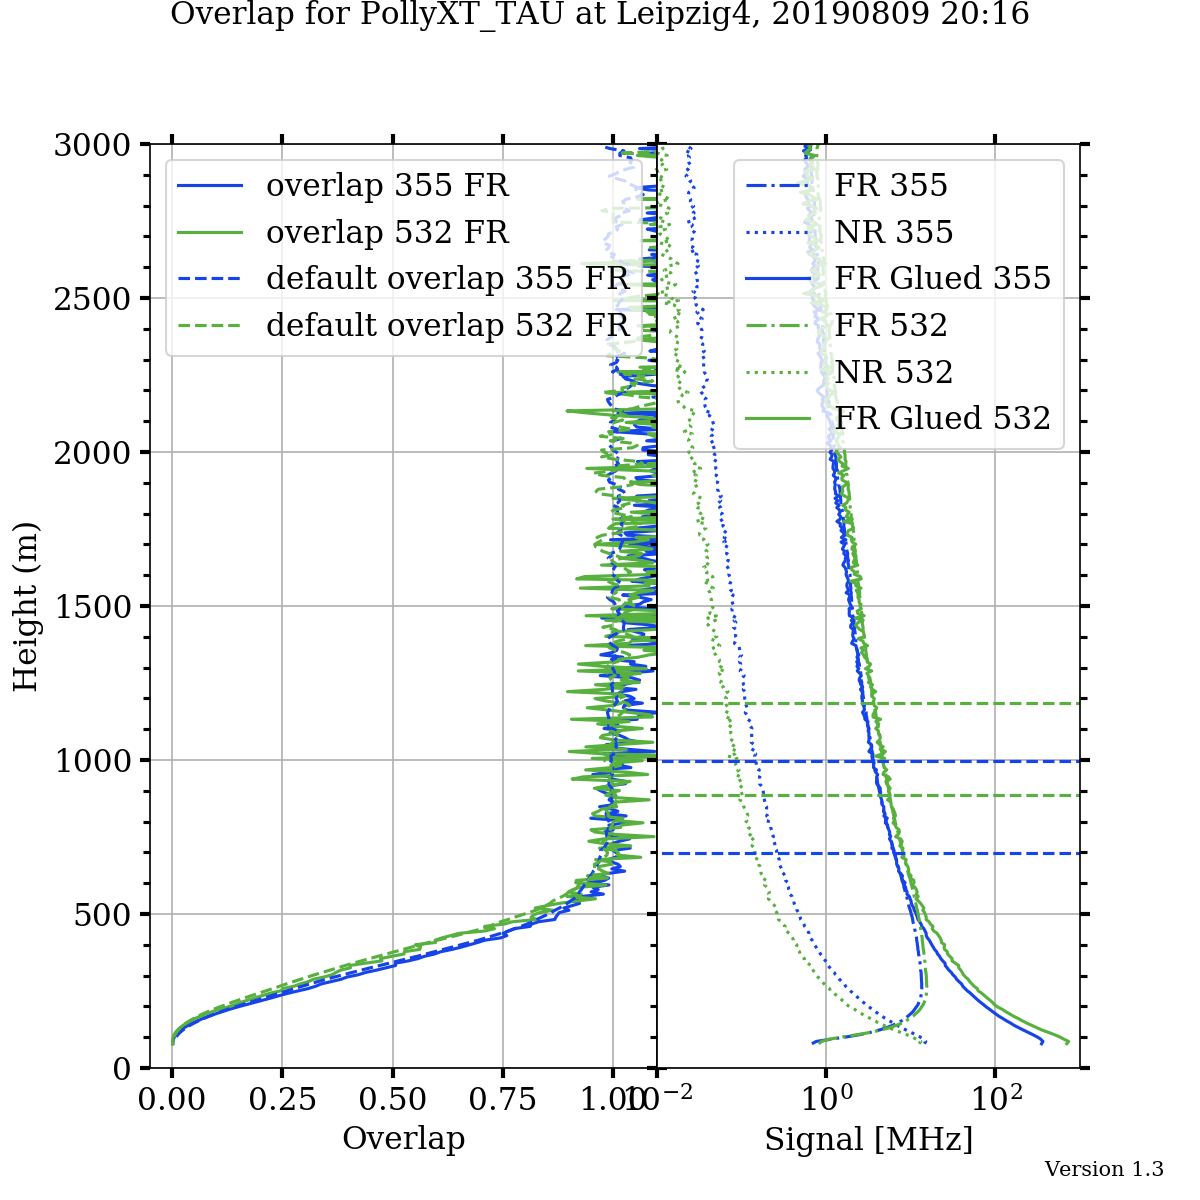 Overlap for PollyXT_TAU at Leipzig4, 20190809 20:16
3000
2500
2000
1500
1000
500
0
Height (m)
overlap 355 FR
overlap 532 FR
default overlap 355 FR
default overlap 532 FR
0.00 0.25 0.50 0.75 1.00
Overlap
FR 355
NR 355
FR Glued 355
FR 532
NR 532
FR Glued 532
10⁻² 10⁰ 10²
Signal [MHz]
Version 1.3